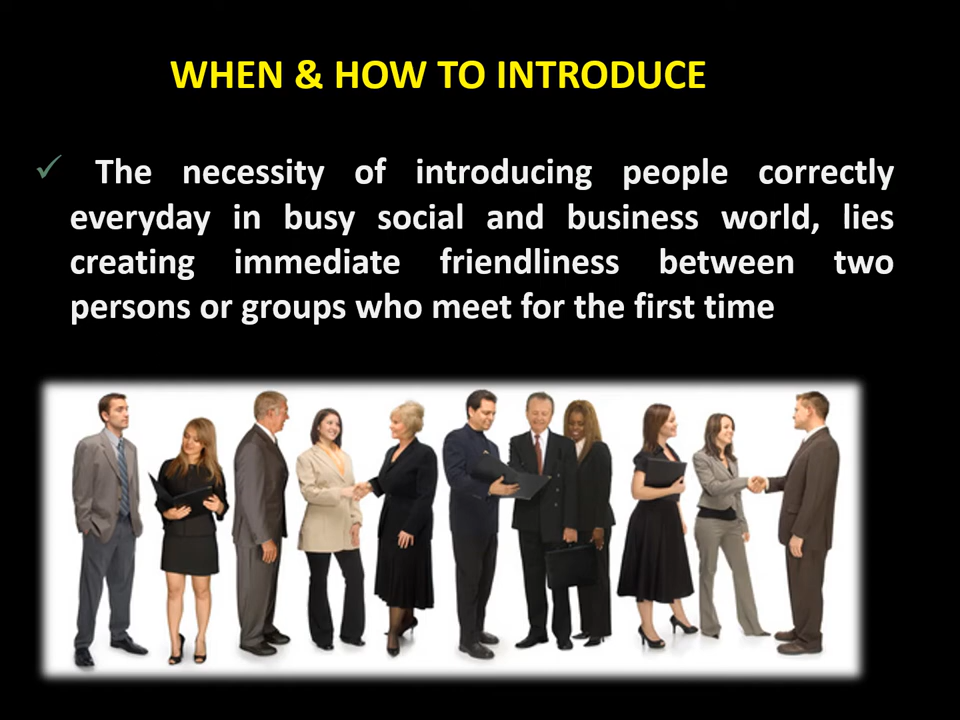 WHEN & HOW TO INTRODUCE
✓ The necessity of introducing people correctly
everyday in busy social and business world, lies
creating immediate friendliness between two
persons or groups who meet for the first time